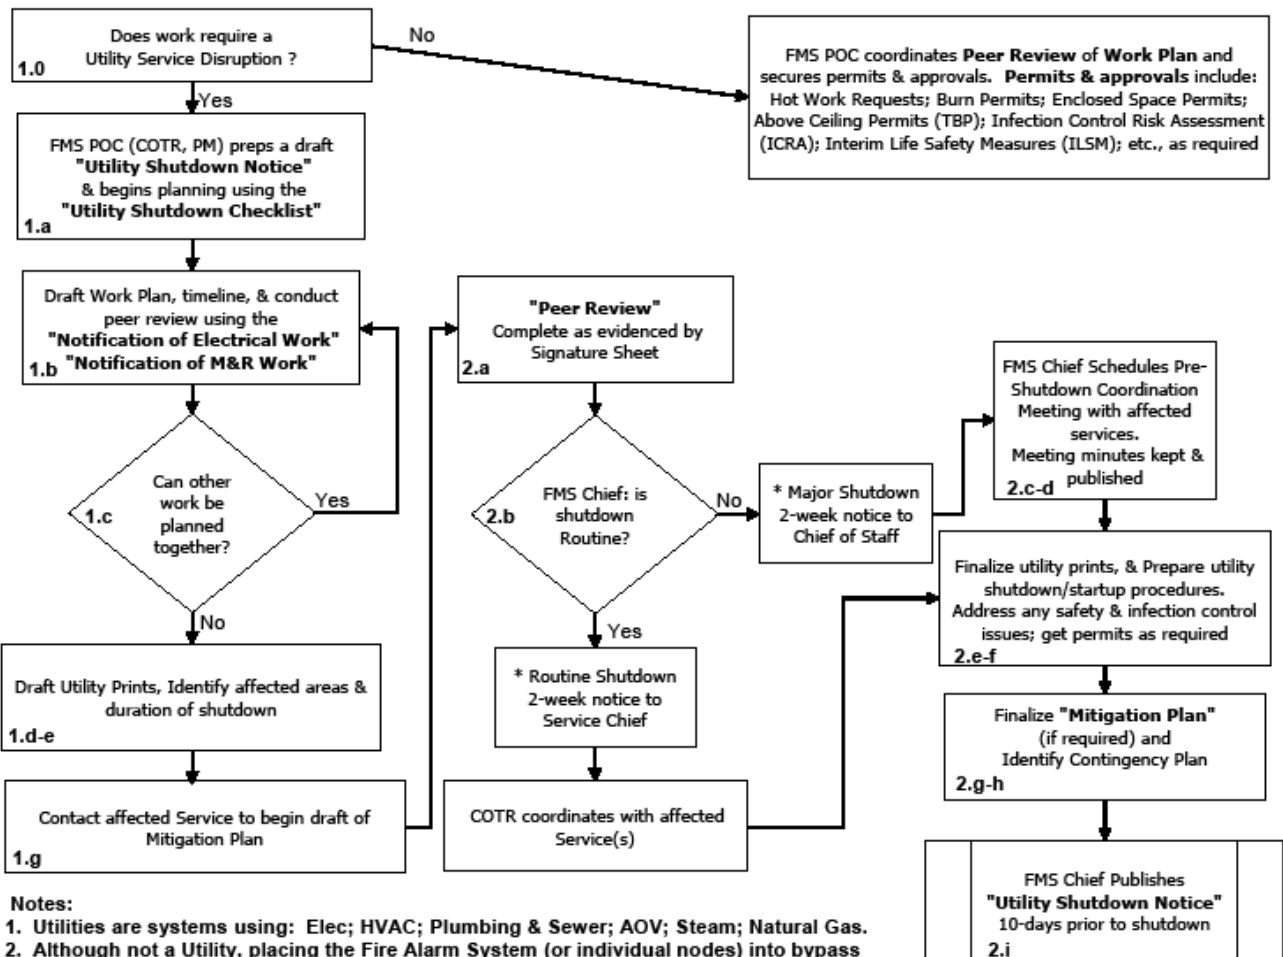 Does work require a
Utility Service Disruption ?
1.0
No
Yes
FMS POC coordinates Peer Review of Work Plan and
secures permits & approvals. Permits & approvals include:
Hot Work Requests; Burn Permits; Enclosed Space Permits;
Above Ceiling Permits (TBP); Infection Control Risk Assessment
(ICRA); Interim Life Safety Measures (ILSM); etc., as required
FMS POC (COTR, PM) preps a draft
"Utility Shutdown Notice"
& begins planning using the
"Utility Shutdown Checklist"
1.a
Draft Work Plan, timeline, & conduct
peer review using the
"Notification of Electrical Work"
"Notification of M&R Work"
1.b
Can other
work be
planned
together?
1.c
Yes
No
Draft Utility Prints, Identify affected areas &
duration of shutdown
1.d-e
Contact affected Service to begin draft of
Mitigation Plan
1.g
"Peer Review"
Complete as evidenced by
Signature Sheet
2.a
FMS Chief: is
shutdown
Routine?
2.b
No
Yes
* Major Shutdown
2-week notice to
Chief of Staff
* Routine Shutdown
2-week notice to
Service Chief
COTR coordinates with affected
Service(s)
FMS Chief Schedules Pre-
Shutdown Coordination
Meeting with affected
services.
Meeting minutes kept &
published
2.c-d
Finalize utility prints, & Prepare utility
shutdown/startup procedures.
Address any safety & infection control
issues; get permits as required
2.e-f
Finalize "Mitigation Plan"
(if required) and
Identify Contingency Plan
2.g-h
FMS Chief Publishes
"Utility Shutdown Notice"
10-days prior to shutdown
2.i
Notes:
1. Utilities are systems using: Elec; HVAC; Plumbing & Sewer; AOV; Steam; Natural Gas.
2. Although not a Utility, placing the Fire Alarm System (or individual nodes) into bypass